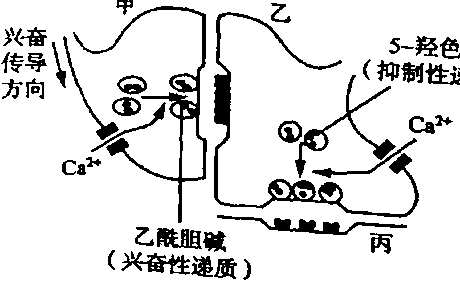 甲
乙
兴奋
传导
方向
5-羟色
(抑制性递
Ca²⁺
Ca²⁺
乙酰胆碱
(兴奋性递质)
丙